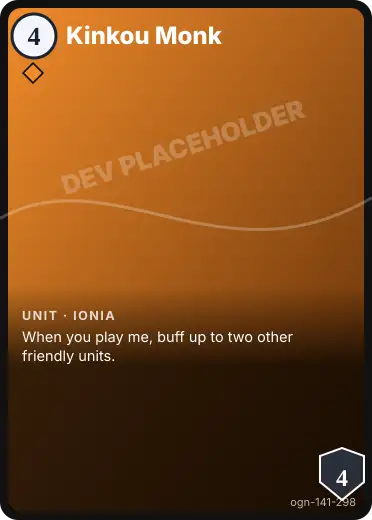 4
Kinkou Monk
DEV PLACEHOLDER
UNIT · IONIA
When you play me, buff up to two other
friendly units.
4
ogn-141-298